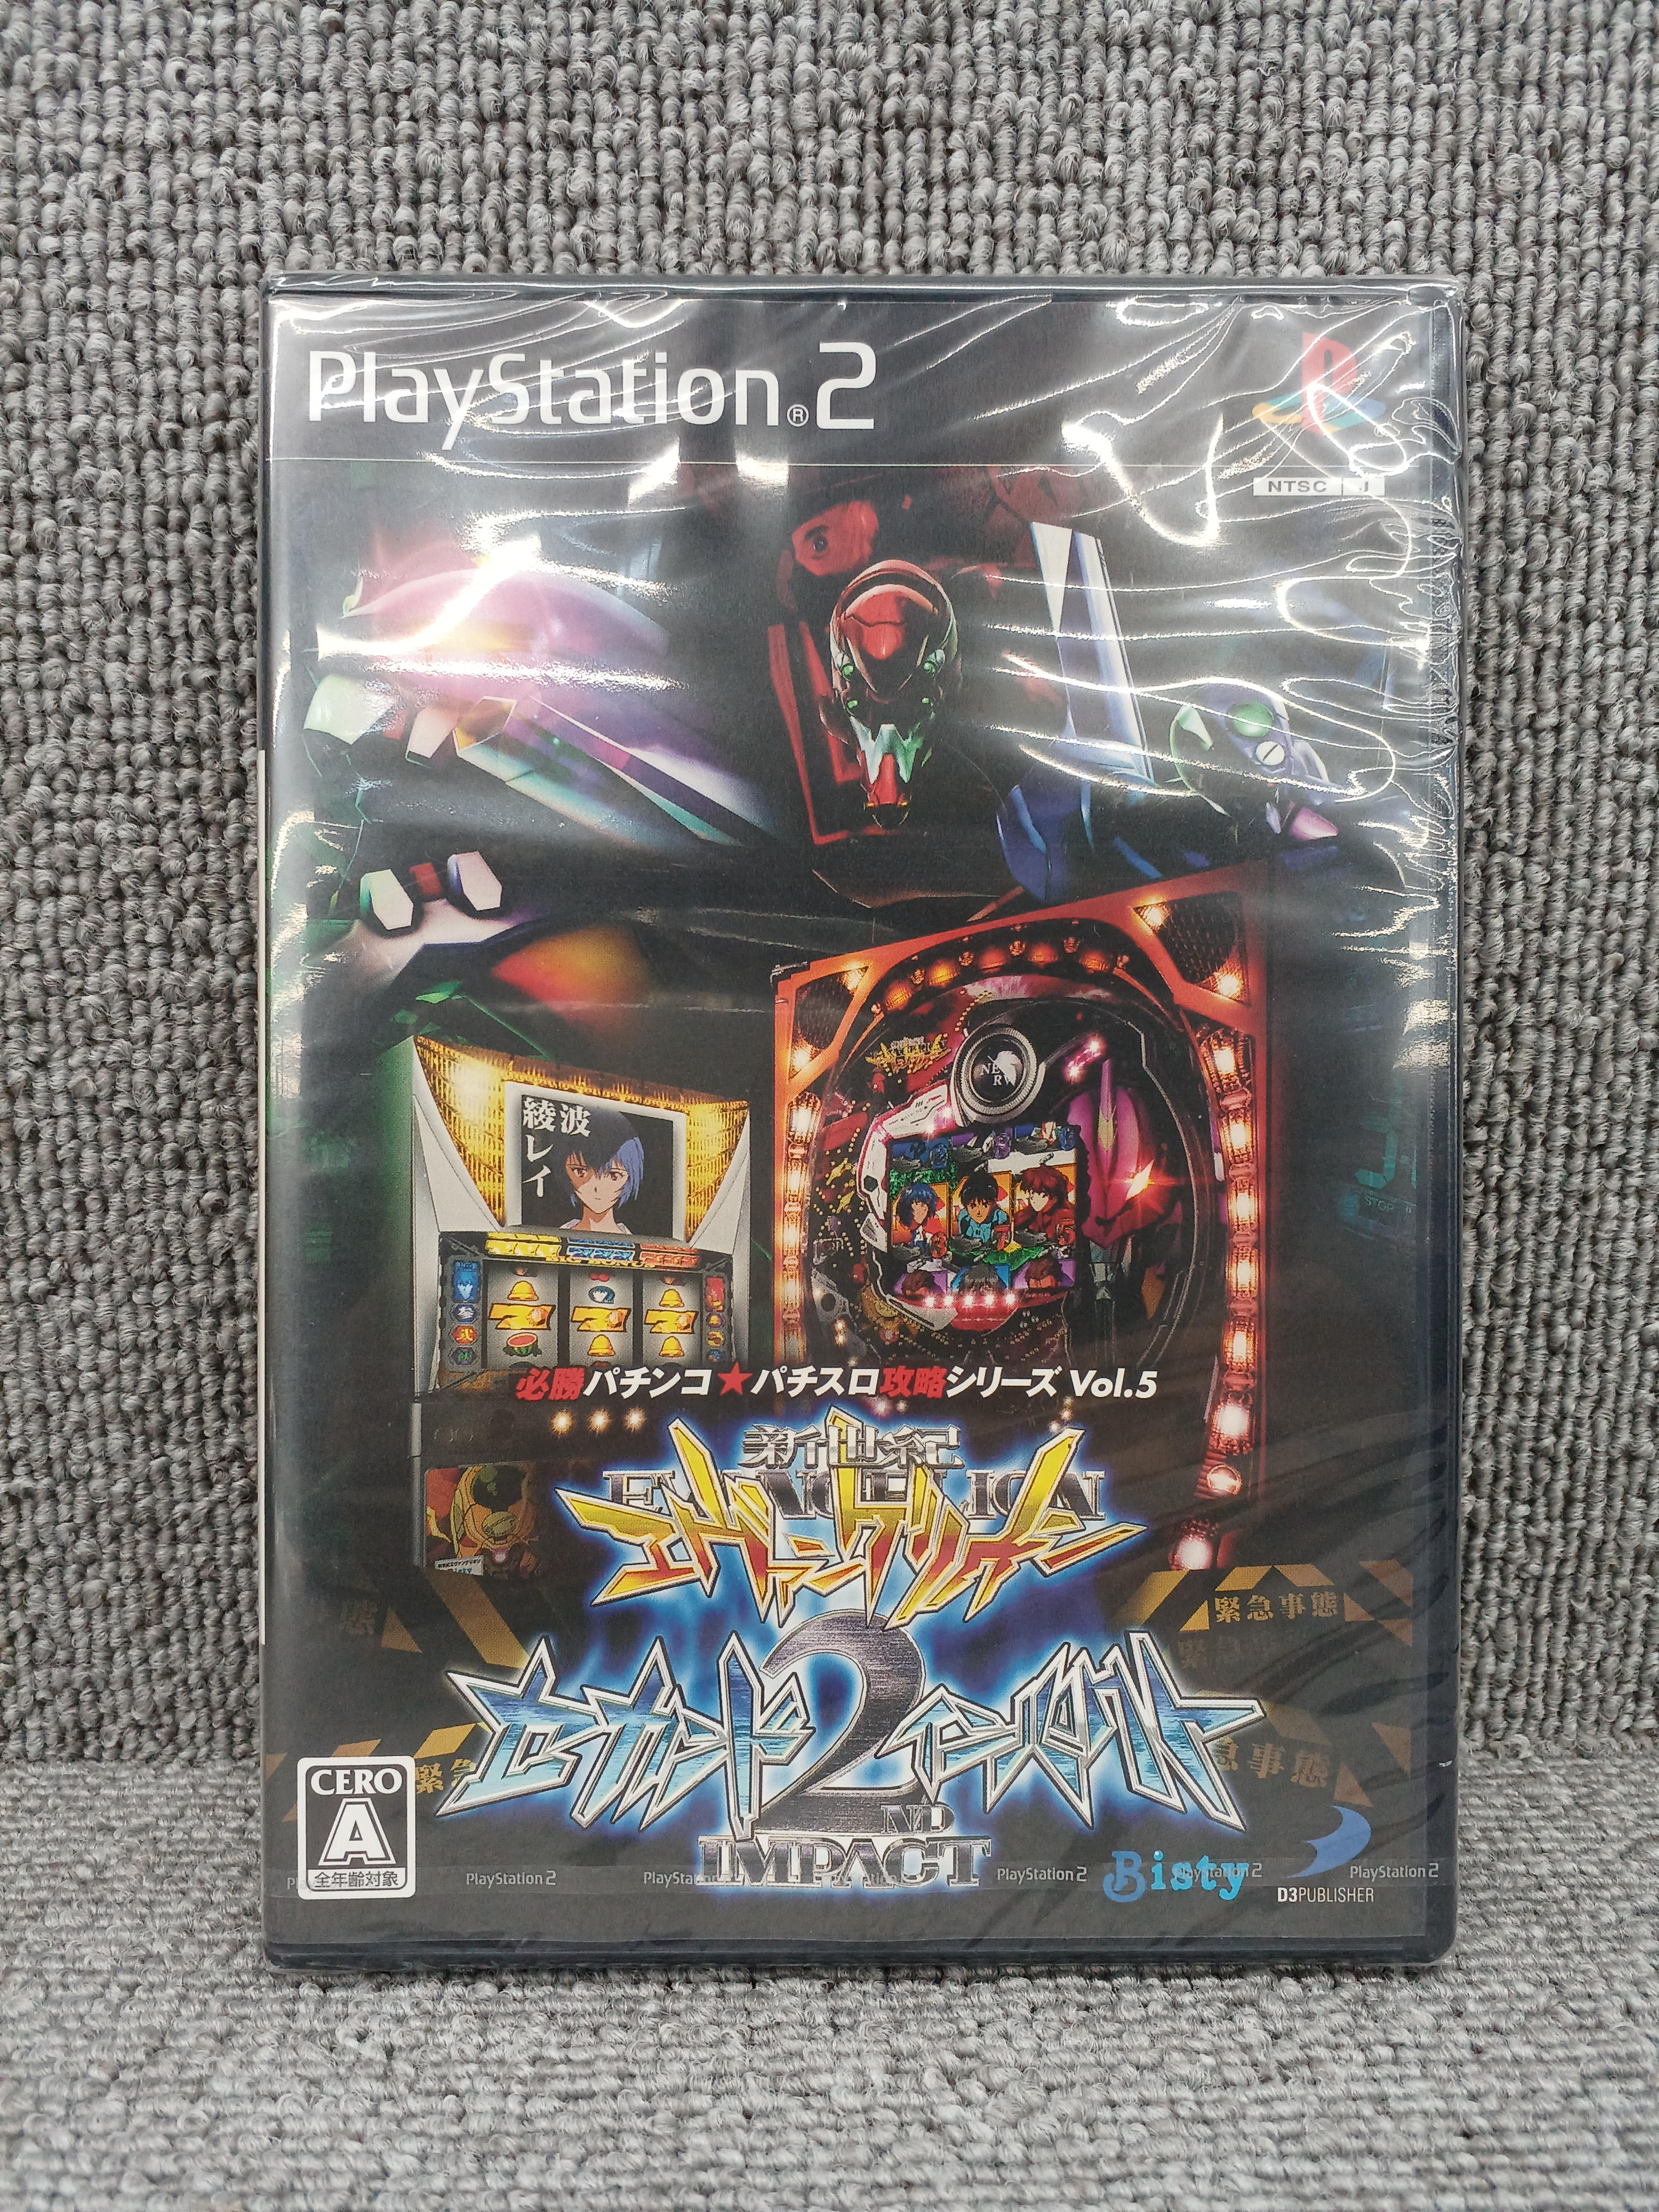 PlayStation®2
NTSC J
綾波
レイ
NERV
必勝パチンコ★パチスロ攻略シリーズ Vol.5
新世紀
EVANGELION
エヴァンゲリオン
緊急事態
セカンド2インパクト
ND
IMPACT
緊急事態
CERO
A
全年齢対象
PlayStation 2
PlayStation 2
PlayStation 2
Bisty
D3PUBLISHER